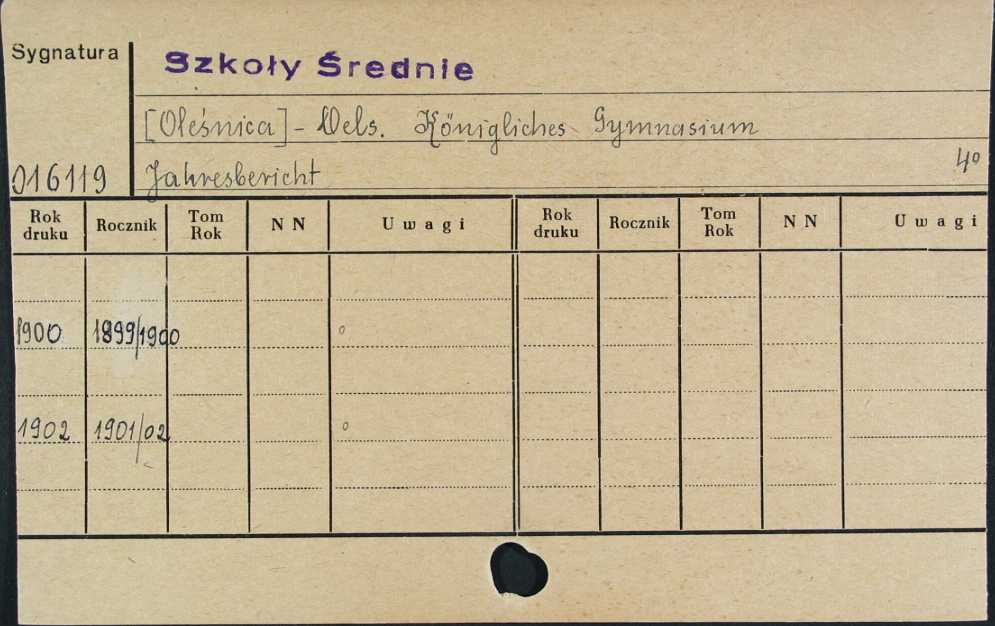 Sygnatura
Szkoły Średnie
[Oleśnica] - Oels. Königliches Gymnasium
016119 Jahresbericht 4o
Rok druku Rocznik Tom Rok N N Uwagi Rok druku Rocznik Tom Rok N N Uwagi
1900 1899/1900 o
1902 1901/02 o